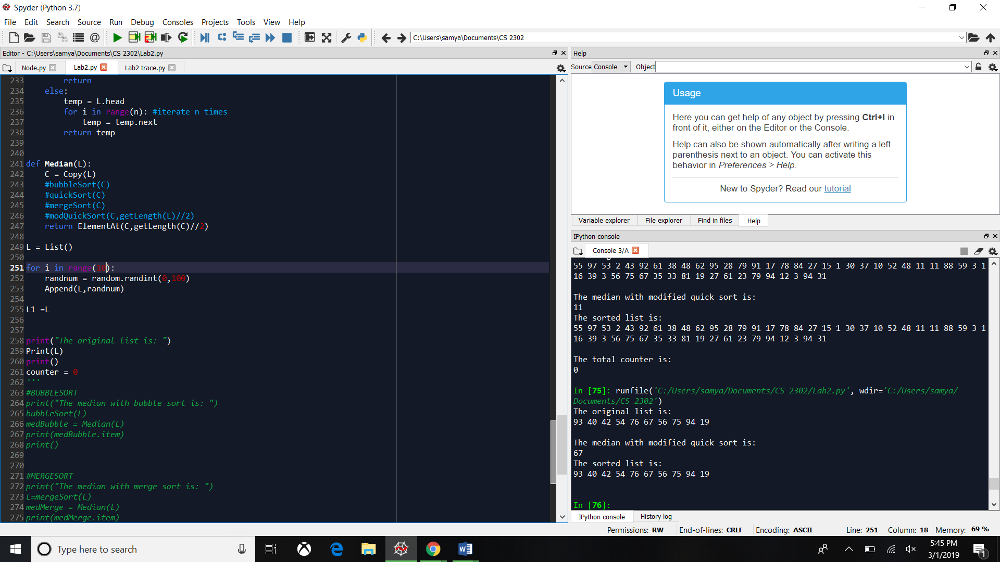 Spyder (Python 3.7)
File Edit Search Source Run Debug Consoles Projects Tools View Help
C:\Users\samya\Documents\CS 2302
Editor - C:\Users\samya\Documents\CS 2302\Lab2.py
Node.py Lab2.py Lab2 trace.py
233 return
234 else:
235 temp = L.head
236 for i in range(n): #iterate n times
237 temp = temp.next
238 return temp
239
240
241 def Median(L):
242 C = Copy(L)
243 #bubbleSort(C)
244 #quickSort(C)
245 #mergeSort(C)
246 #modQuickSort(C,getLength(L)//2)
247 return ElementAt(C,getLength(C)//2)
248
249 L = List()
250
251 for i in range(10):
252 randnum = random.randint(0,100)
253 Append(L,randnum)
254
255 L1 =L
256
257
258 print("The original list is: ")
259 Print(L)
260 print()
261 counter = 0
262 '''
263 #BUBBLESORT
264 print("The median with bubble sort is: ")
265 bubbleSort(L)
266 medBubble = Median(L)
267 print(medBubble.item)
268 print()
269
270
271 #MERGESORT
272 print("The median with merge sort is: ")
273 L=mergeSort(L)
274 medMerge = Median(L)
275 print(medMerge.item)
Help
Source Console Object
Usage
Here you can get help of any object by pressing Ctrl+I in
front of it, either on the Editor or the Console.
Help can also be shown automatically after writing a left
parenthesis next to an object. You can activate this
behavior in Preferences > Help.
New to Spyder? Read our tutorial
Variable explorer File explorer Find in files Help
IPython console
Console 3/A
55 97 53 2 43 92 61 38 48 62 95 28 79 91 17 78 84 27 15 1 30 37 10 52 48 11 11 88 59 3 1
16 39 3 56 75 67 35 33 81 19 27 61 23 79 94 12 3 94 31
The median with modified quick sort is:
11
The sorted list is:
55 97 53 2 43 92 61 38 48 62 95 28 79 91 17 78 84 27 15 1 30 37 10 52 48 11 11 88 59 3 1
16 39 3 56 75 67 35 33 81 19 27 61 23 79 94 12 3 94 31
The total counter is:
0
In [75]: runfile('C:/Users/samya/Documents/CS 2302/Lab2.py', wdir='C:/Users/samya/
Documents/CS 2302')
The original list is:
93 40 42 54 76 67 56 75 94 19
The median with modified quick sort is:
67
The sorted list is:
93 40 42 54 76 67 56 75 94 19
In [76]:
IPython console History log
Permissions: RW End-of-lines: CRLF Encoding: ASCII Line: 251 Column: 18 Memory: 69 %
Type here to search
5:45 PM
3/1/2019
1